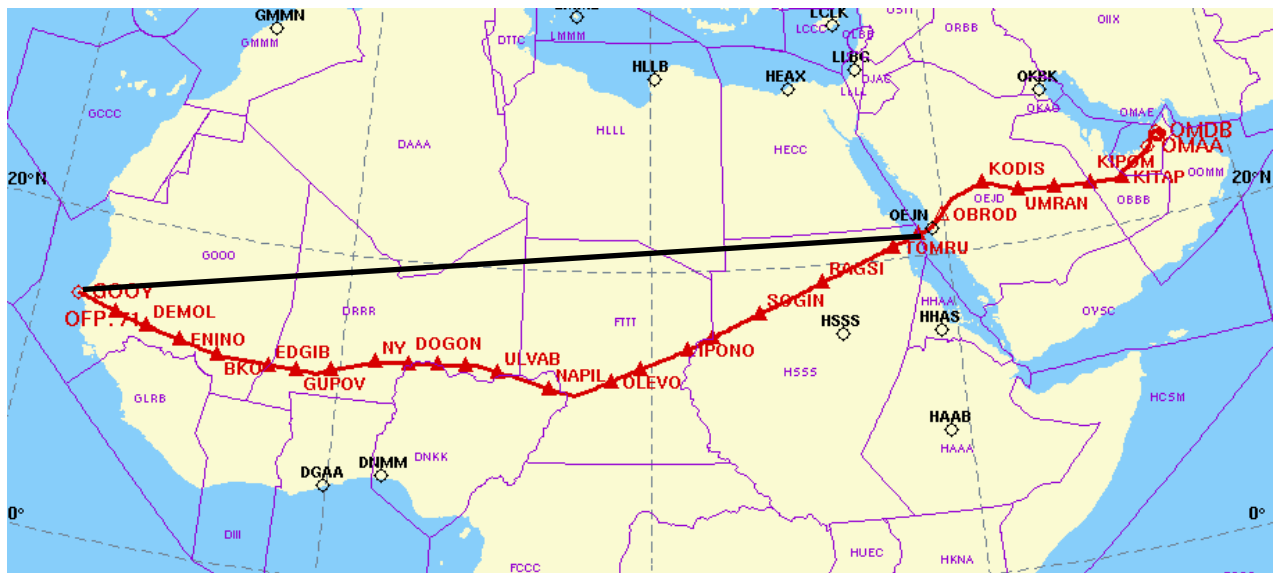 GMMN
LCLK
GMMM
DTTC
LMMM
LCCC
OLBB
ORBB
OIIX
LLBG
OJAC
LLLL
HLLB
HEAX
OKBK
OKAC
GCCC
OMAE
OMDB
OMAA
DAAA
HLLL
HECC
KIPOM
KODIS
KITAP
OOMM
20°N
20°N
OEJD
UMRAN
OBBB
OEJN
OBROD
TOMRU
GOOO
RAGSI
GOOY
OFP:71
DEMOL
DRRR
FTTT
SOGIN
HHAA
HHAS
OYSC
HSSS
ENINO
EDGIB
NY
DOGON
IPONO
BKO
GUPOV
ULVAB
NAPIL
OLEVO
HSSS
GLRB
HCSM
HAAB
HAAA
DNKK
DGAA
DNMM
0°
0°
DIII
HUEC
HKNA
FCCC